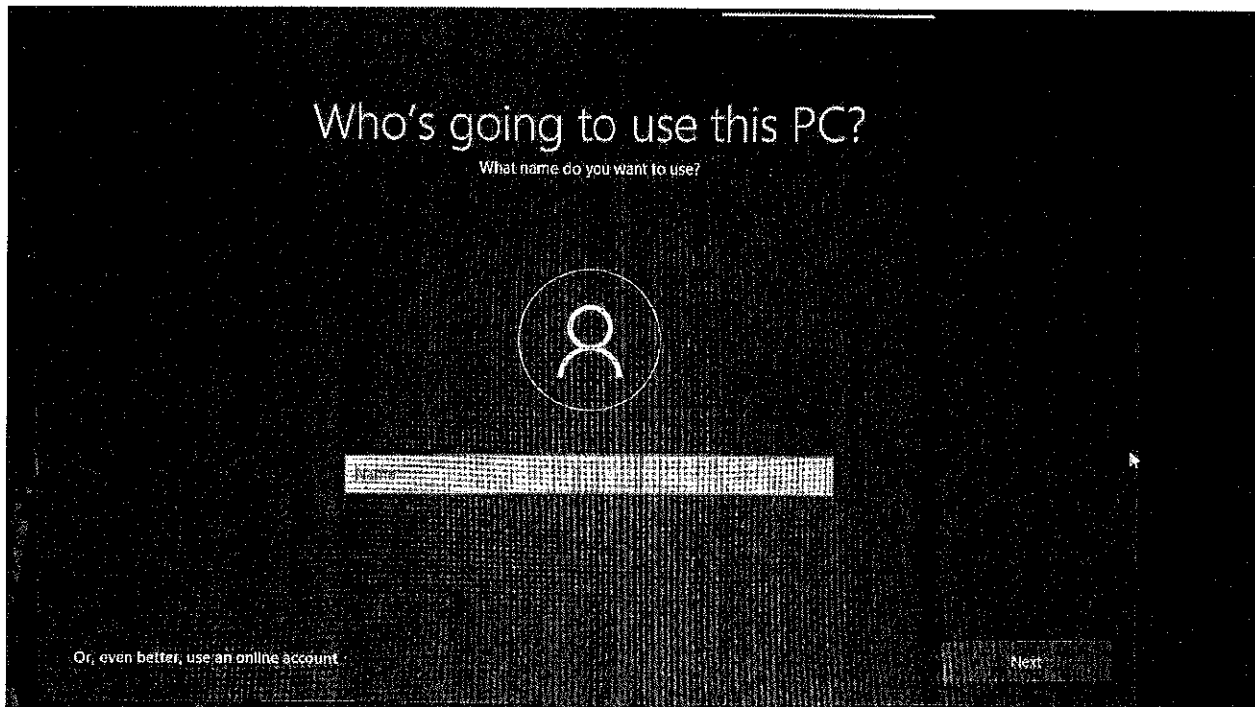 Who's going to use this PC?
What name do you want to use?
Name
Or, even better, use an online account
Next